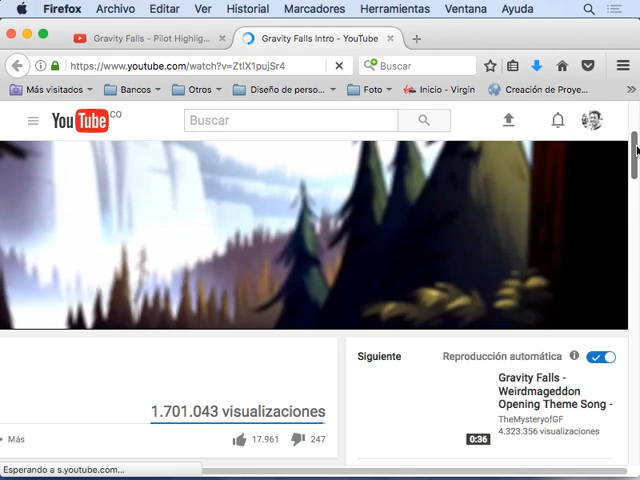 Firefox Archivo Editar Ver Historial Marcadores Herramientas Ventana Ayuda
Gravity Falls - Pilot Highlig...
Gravity Falls Intro - YouTube
https://www.youtube.com/watch?v=ZtlX1pujSr4
Buscar
Más visitados Bancos Otros Diseño de perso... Foto Inicio - Virgin Creación de Proye...
YouTube CO
Buscar
1.701.043 visualizaciones
Más
17.961 247
Siguiente
Reproducción automática
Gravity Falls -
Weirdmageddon
Opening Theme Song -
TheMysteryofGF
4.323.356 visualizaciones
0:36
Esperando a s.youtube.com...